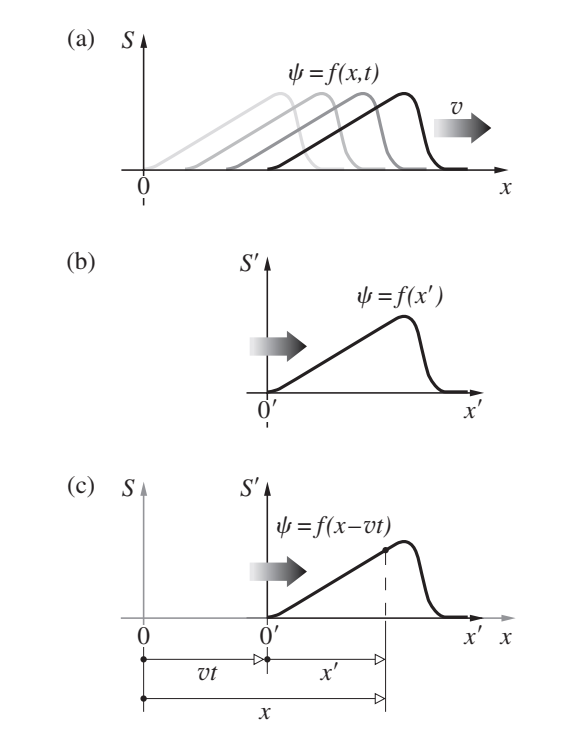 (a) S
ψ = f(x,t)
v
0 x
(b) S′
ψ = f(x′)
0′ x′
(c) S S′
ψ = f(x–vt)
0 0′ x′ x
vt x′
x